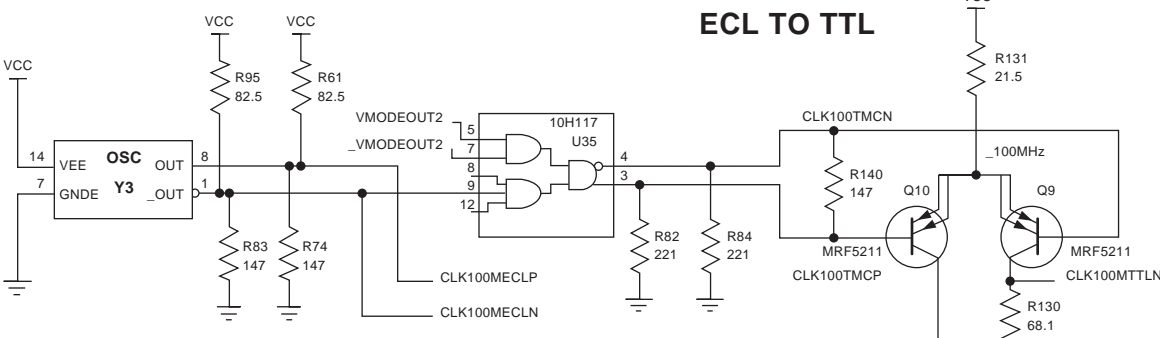 ECL TO TTL
VCC
VCC
VCC
R95
82.5
R61
82.5
R131
21.5
VMODEOUT2
_VMODEOUT2
10H117
U35
CLK100TMCN
14
VEE
OSC
Y3
OUT
8
7
GNDE
_OUT
1
5
7
8
9
12
4
3
R140
147
_100MHz
Q10
Q9
R83
147
R74
147
R82
221
R84
221
MRF5211
CLK100TMCP
MRF5211
CLK100MTTLN
CLK100MECLP
CLK100MECLN
R130
68.1